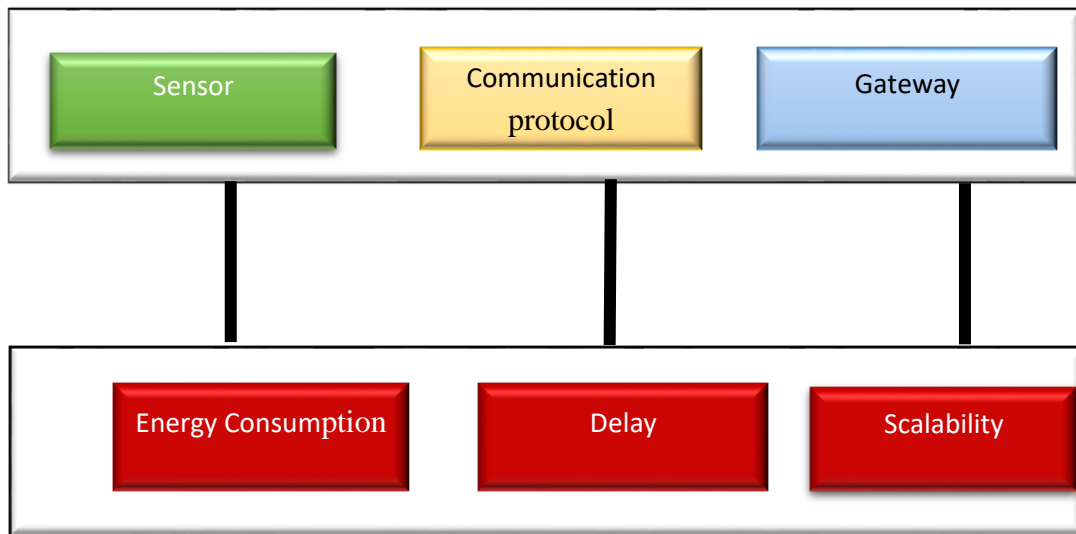 Sensor
Communication
protocol
Gateway
Energy Consumption
Delay
Scalability